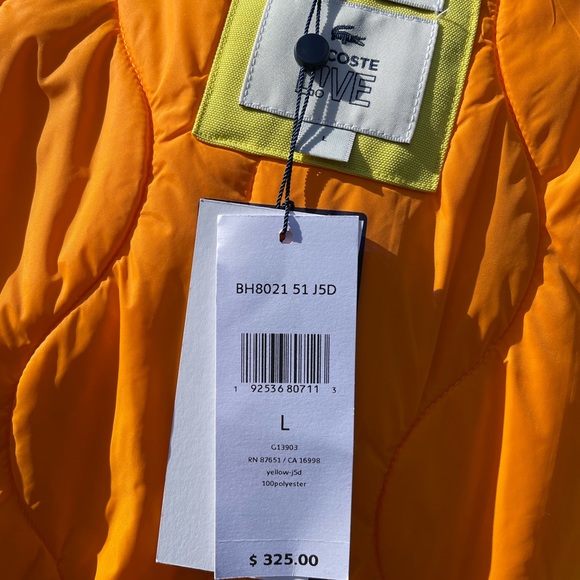 COSTE
L!VE
L
BH8021 51 J5D
1 92536 80711 3
L
G13903
RN 87651 / CA 16998
yellow-j5d
100polyester
$ 325.00